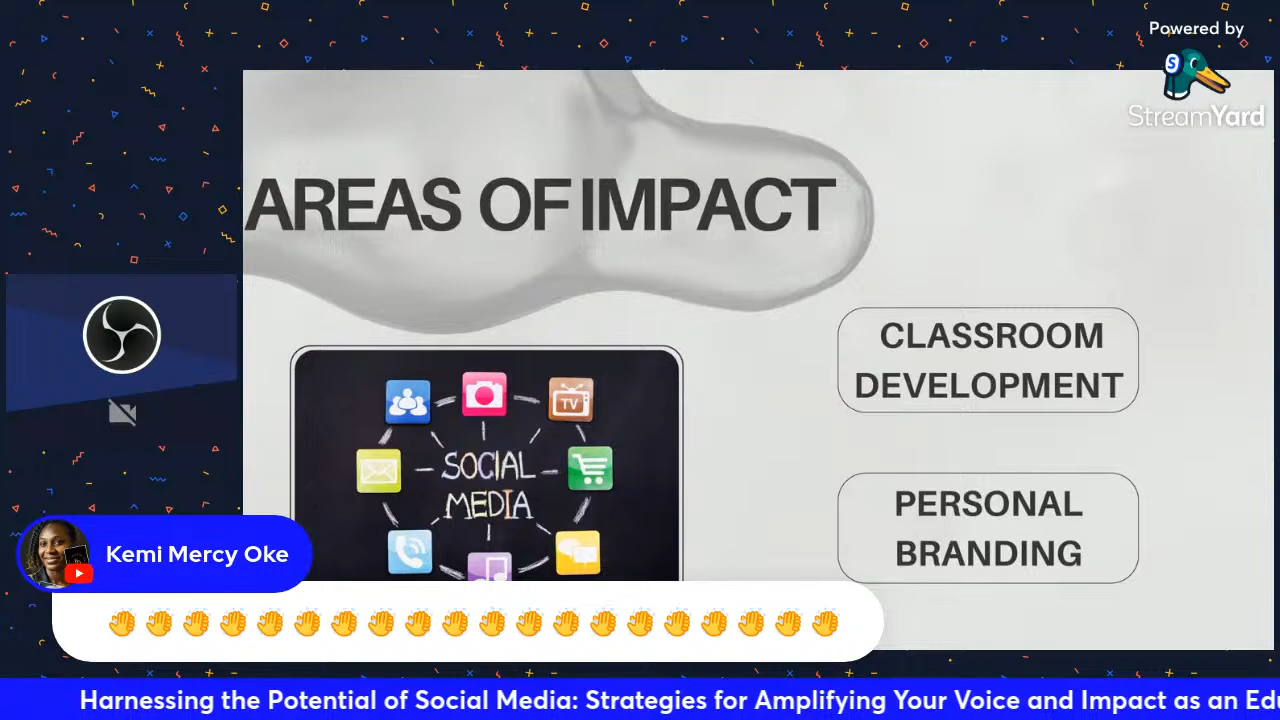 Powered by
StreamYard
AREAS OF IMPACT
CLASSROOM
DEVELOPMENT
TV
SOCIAL
MEDIA
PERSONAL
BRANDING
Kemi Mercy Oke
👏👏👏👏👏👏👏👏👏👏👏👏👏👏👏👏👏👏👏👏
Harnessing the Potential of Social Media: Strategies for Amplifying Your Voice and Impact as an Ed